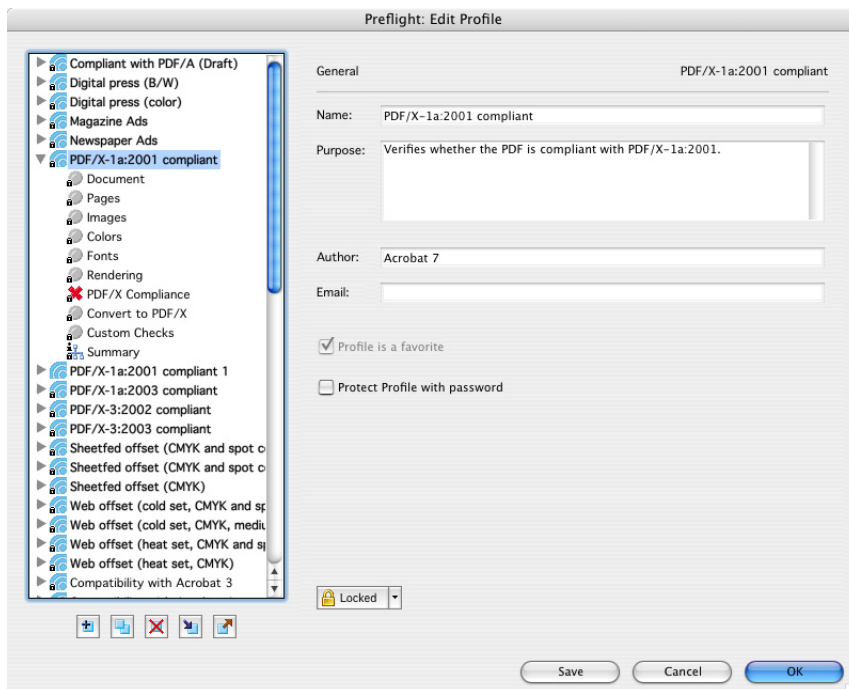 Preflight: Edit Profile
Compliant with PDF/A (Draft)
Digital press (B/W)
Digital press (color)
Magazine Ads
Newspaper Ads
PDF/X-1a:2001 compliant
Document
Pages
Images
Colors
Fonts
Rendering
PDF/X Compliance
Convert to PDF/X
Custom Checks
Summary
PDF/X-1a:2001 compliant 1
PDF/X-1a:2003 compliant
PDF/X-3:2002 compliant
PDF/X-3:2003 compliant
Sheetfed offset (CMYK and spot c
Sheetfed offset (CMYK and spot c
Sheetfed offset (CMYK)
Web offset (cold set, CMYK and sp
Web offset (cold set, CMYK, mediu
Web offset (heat set, CMYK and sp
Web offset (heat set, CMYK)
Compatibility with Acrobat 3
General PDF/X-1a:2001 compliant
Name: PDF/X-1a:2001 compliant
Purpose: Verifies whether the PDF is compliant with PDF/X-1a:2001.
Author: Acrobat 7
Email:
Profile is a favorite
Protect Profile with password
Locked
Save Cancel OK